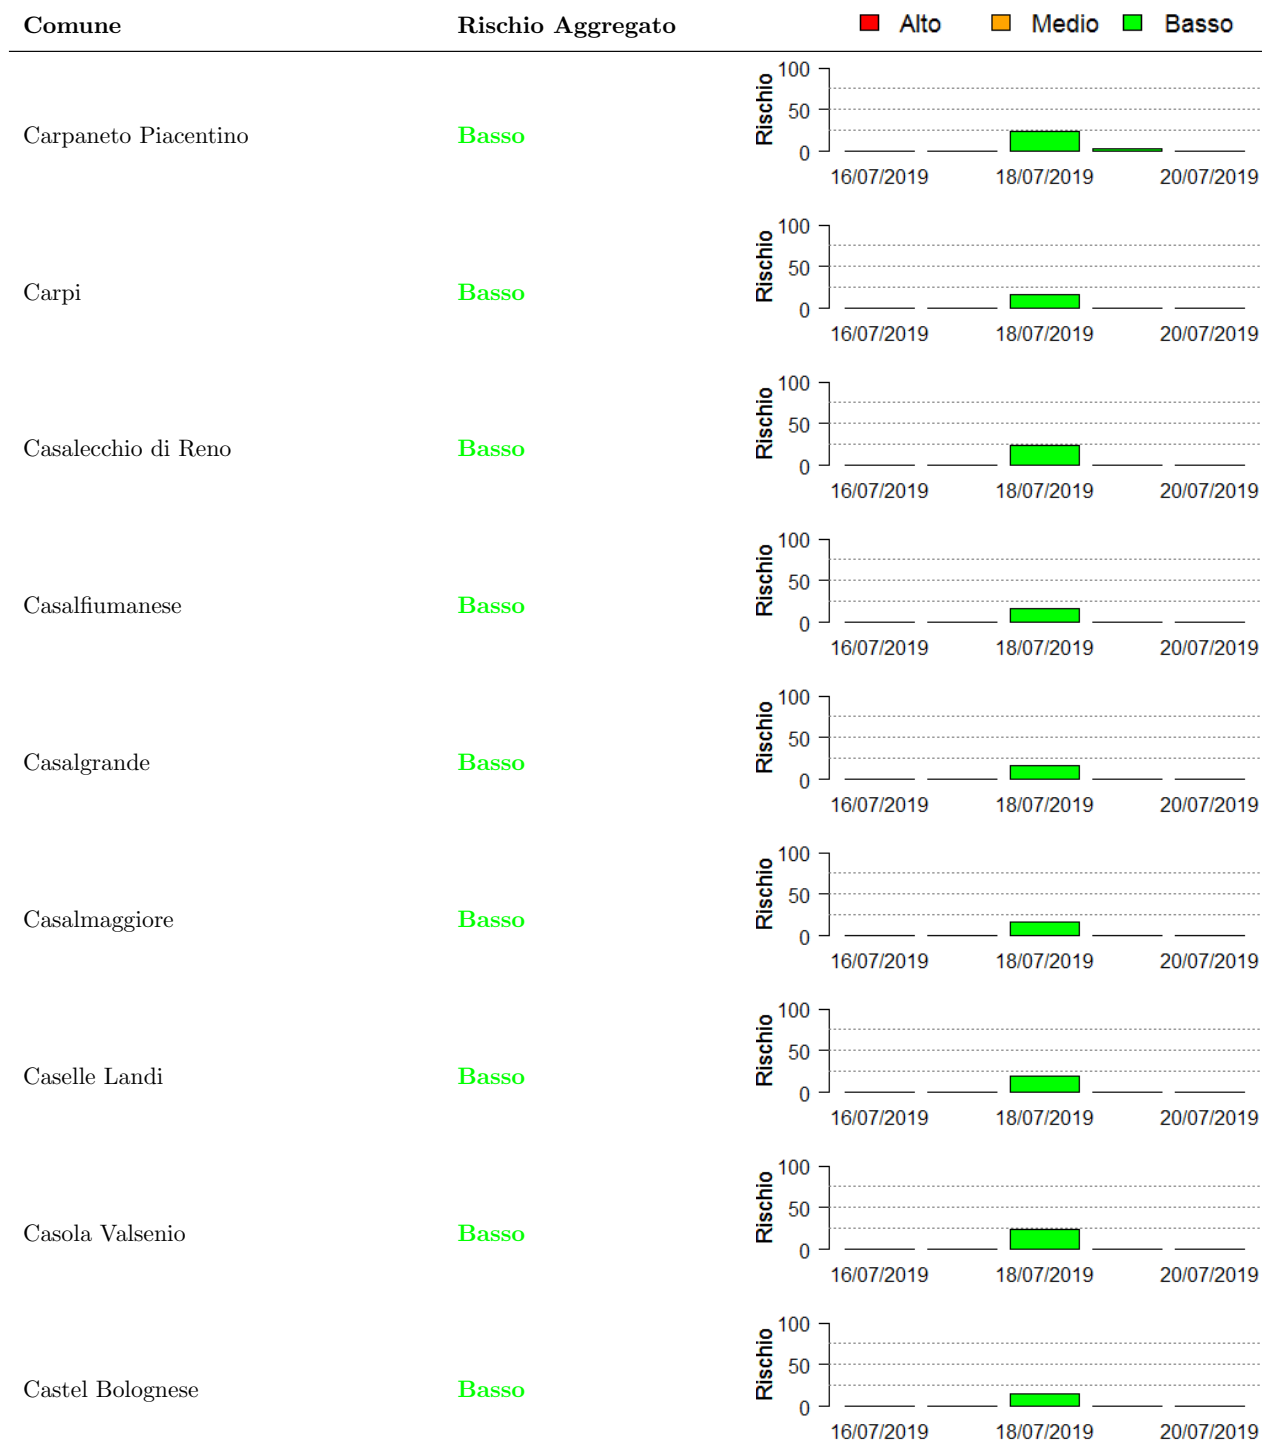 Comune Rischio Aggregato Alto Medio Basso
100
50
0
Rischio
Carpaneto Piacentino Basso
16/07/2019 18/07/2019 20/07/2019
100
50
0
Rischio
Carpi Basso
16/07/2019 18/07/2019 20/07/2019
100
50
0
Rischio
Casalecchio di Reno Basso
16/07/2019 18/07/2019 20/07/2019
100
50
0
Rischio
Casalfiumanese Basso
16/07/2019 18/07/2019 20/07/2019
100
50
0
Rischio
Casalgrande Basso
16/07/2019 18/07/2019 20/07/2019
100
50
0
Rischio
Casalmaggiore Basso
16/07/2019 18/07/2019 20/07/2019
100
50
0
Rischio
Caselle Landi Basso
16/07/2019 18/07/2019 20/07/2019
100
50
0
Rischio
Casola Valsenio Basso
16/07/2019 18/07/2019 20/07/2019
100
50
0
Rischio
Castel Bolognese Basso
16/07/2019 18/07/2019 20/07/2019